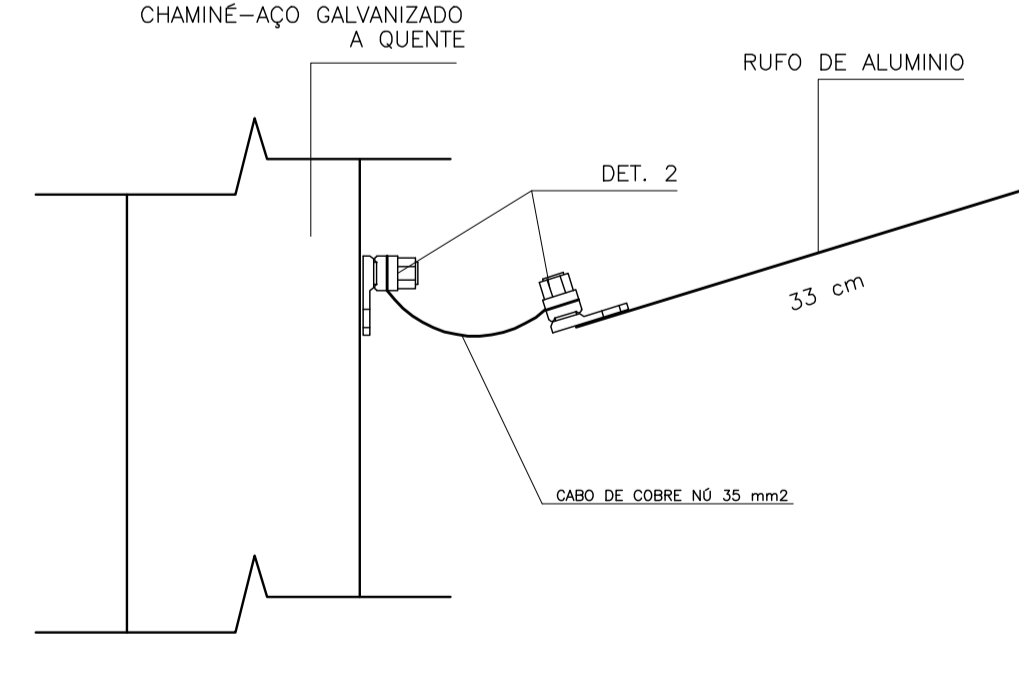 CHAMINÉ-AÇO GALVANIZADO
A QUENTE
RUFO DE ALUMINIO
DET. 2
33 cm
CABO DE COBRE NÚ 35 mm2